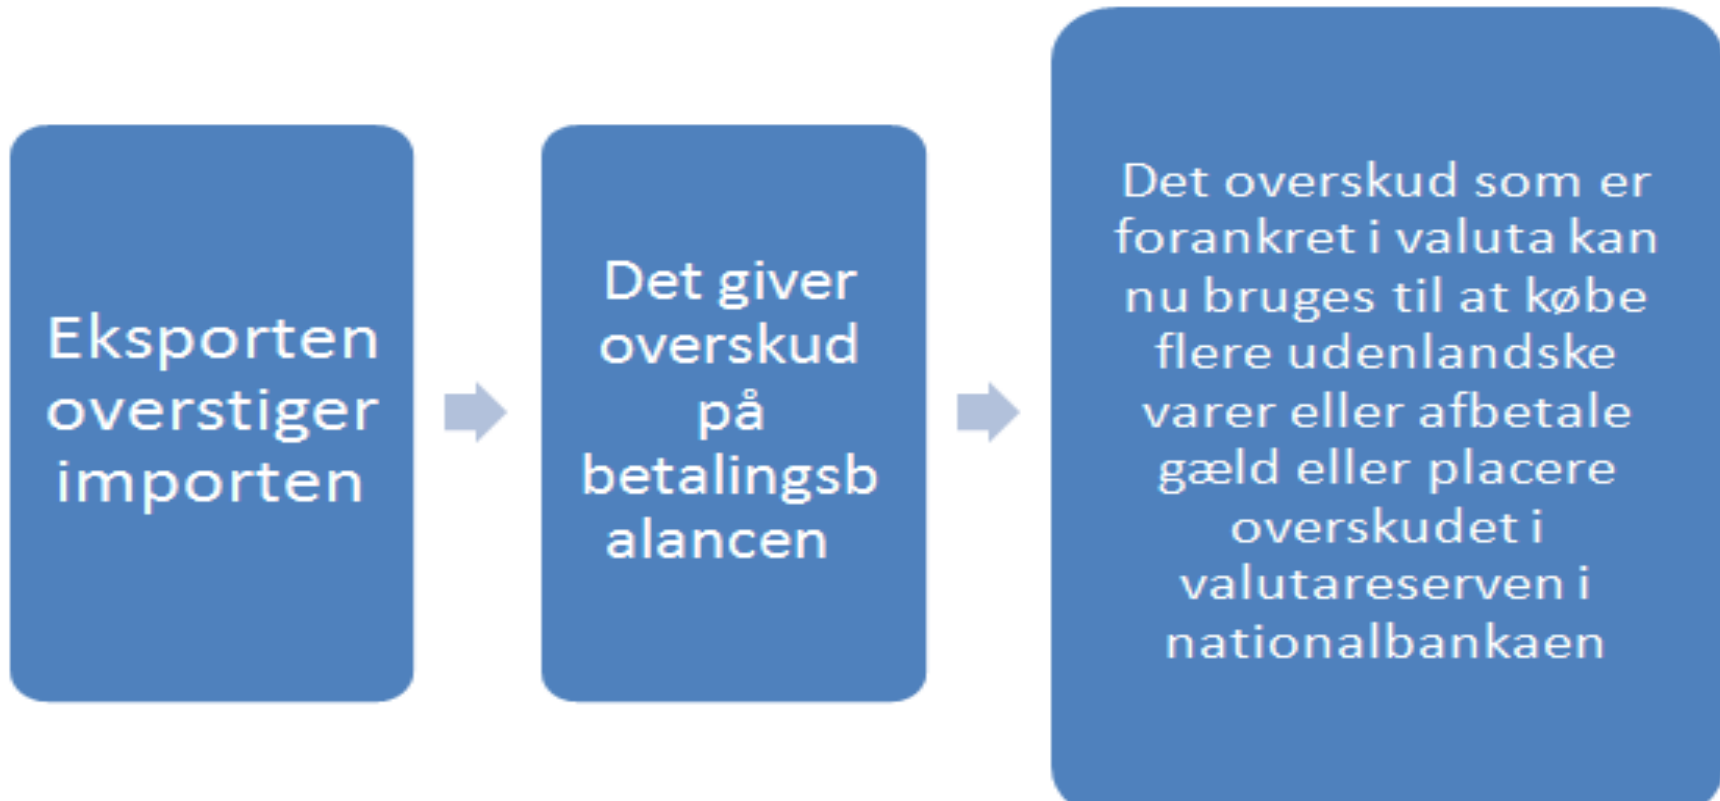 Eksporten
overstiger
importen
Det giver
overskud
på
betalingsb
alancen
Det overskud som er
forankret i valuta kan
nu bruges til at købe
flere udenlandske
varer eller afbetale
gæld eller placere
overskudet i
valutareserven i
nationalbankaen